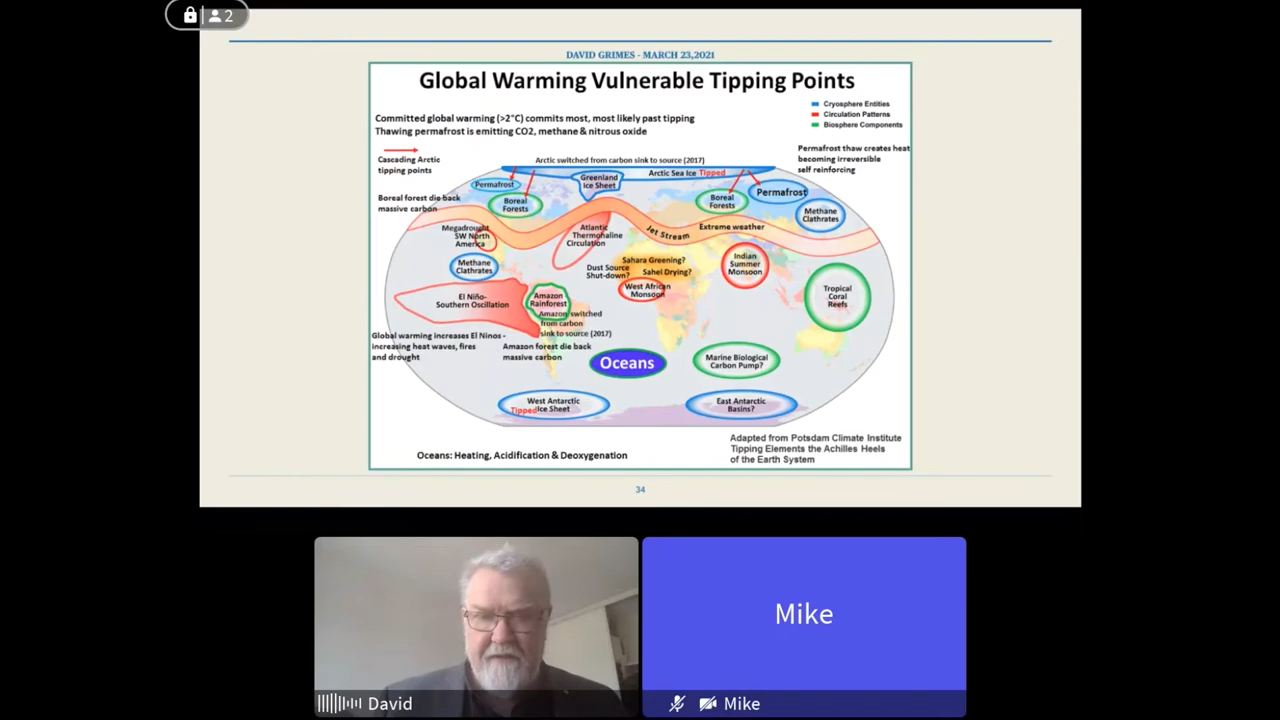 2
DAVID GRIMES - MARCH 23,2021
Global Warming Vulnerable Tipping Points
Cryosphere Entities
Circulation Patterns
Biosphere Components
Committed global warming (>2°C) commits most, most likely past tipping
Thawing permafrost is emitting CO2, methane & nitrous oxide
Cascading Arctic
tipping points
Arctic switched from carbon sink to source (2017)
Permafrost thaw creates heat
becoming irreversible
self reinforcing
Arctic Sea Ice Tipped
Greenland
Ice Sheet
Permafrost
Boreal
Forests
Boreal
Forests
Permafrost
Methane
Clathrates
Boreal forest die back
massive carbon
Megadrought
SW North
America
Atlantic
Thermohaline
Circulation
Jet Stream
Extreme weather
Methane
Clathrates
Sahara Greening?
Dust Source
Shut-down?
Sahel Drying?
West African
Monsoon
Indian
Summer
Monsoon
Tropical
Coral
Reefs
El Niño-
Southern Oscillation
Amazon
Rainforest
Amazon switched
from carbon
sink to source (2017)
Global warming increases El Ninos -
increasing heat waves, fires
and drought
Amazon forest die back
massive carbon
Oceans
Marine Biological
Carbon Pump?
West Antarctic
Tipped Ice Sheet
East Antarctic
Basins?
Adapted from Potsdam Climate Institute
Tipping Elements the Achilles Heels
of the Earth System
Oceans: Heating, Acidification & Deoxygenation
34
Mike
David
Mike